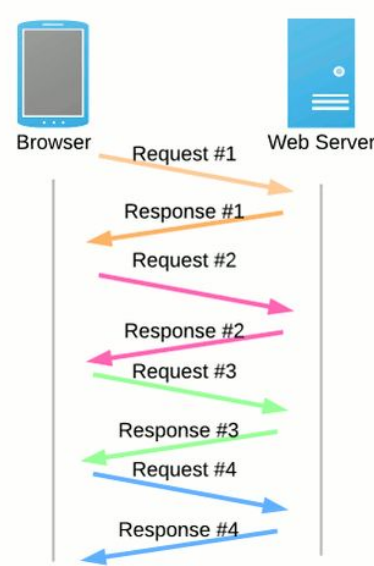 Browser
Web Server
Request #1
Response #1
Request #2
Response #2
Request #3
Response #3
Request #4
Response #4